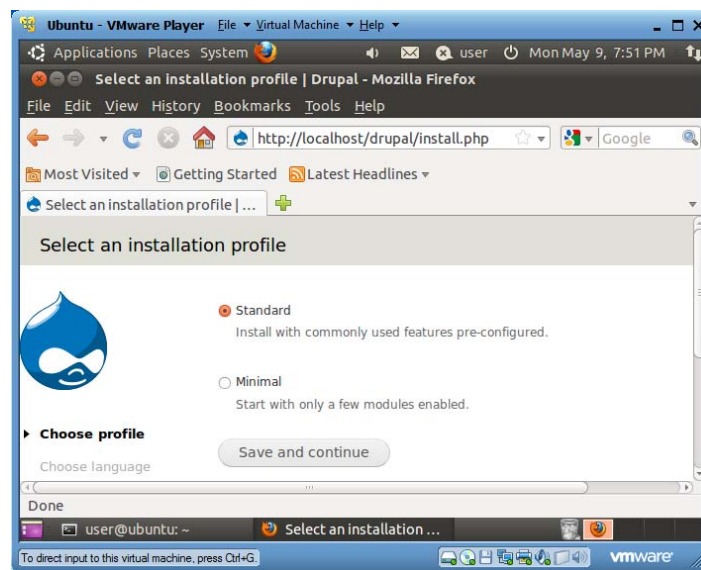 Ubuntu - VMware Player File Virtual Machine Help
Applications Places System user Mon May 9, 7:51 PM
Select an installation profile | Drupal - Mozilla Firefox
File Edit View History Bookmarks Tools Help
http://localhost/drupal/install.php Google
Most Visited Getting Started Latest Headlines
Select an installation profile | ...
Select an installation profile
Standard
Install with commonly used features pre-configured.
Minimal
Start with only a few modules enabled.
Choose profile
Save and continue
Choose language
Done
user@ubuntu: ~ Select an installation ...
To direct input to this virtual machine, press Ctrl+G. vmware